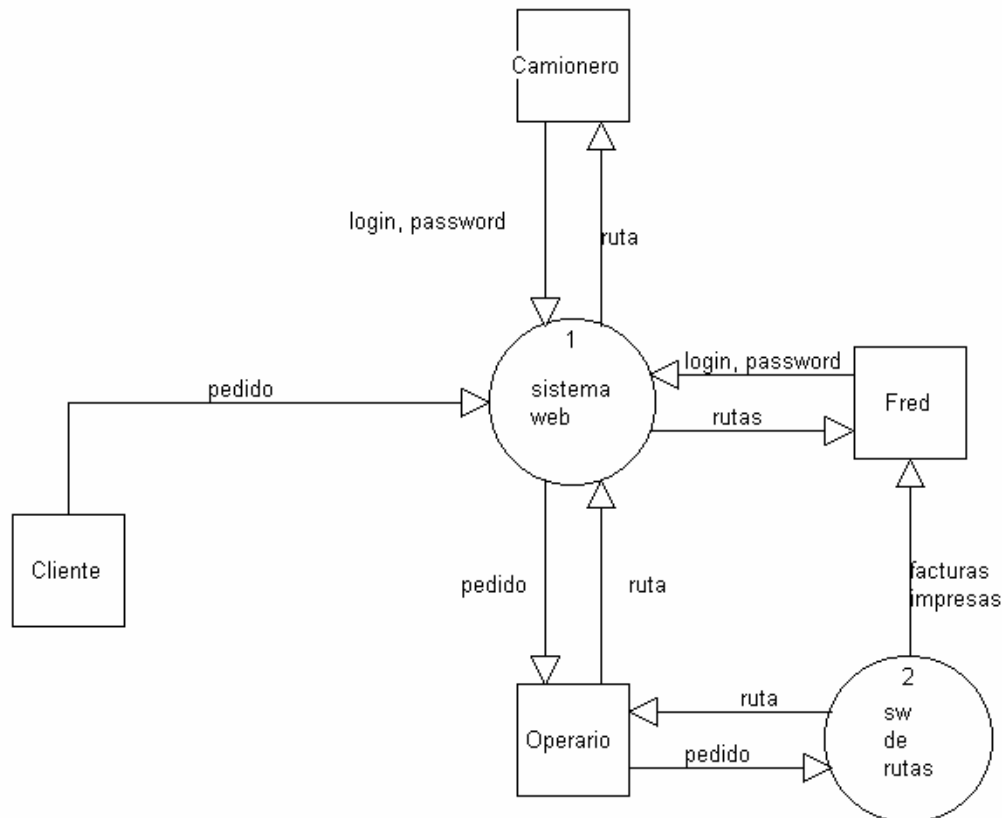 Camionero
login, password
ruta
1
sistema
web
login, password
rutas
Fred
pedido
Cliente
pedido
ruta
facturas
impresas
Operario
ruta
pedido
2
sw
de
rutas